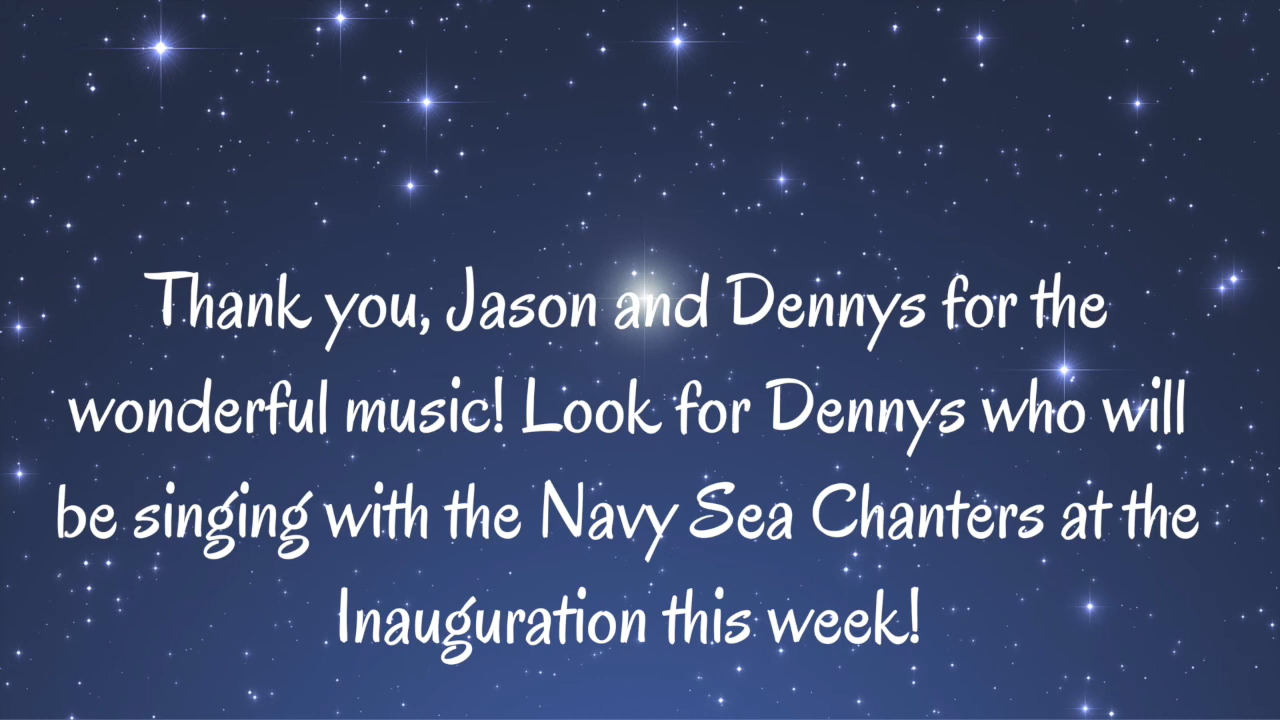 Thank you, Jason and Dennys for the
wonderful music! Look for Dennys who will
be singing with the Navy Sea Chanters at the
Inauguration this week!